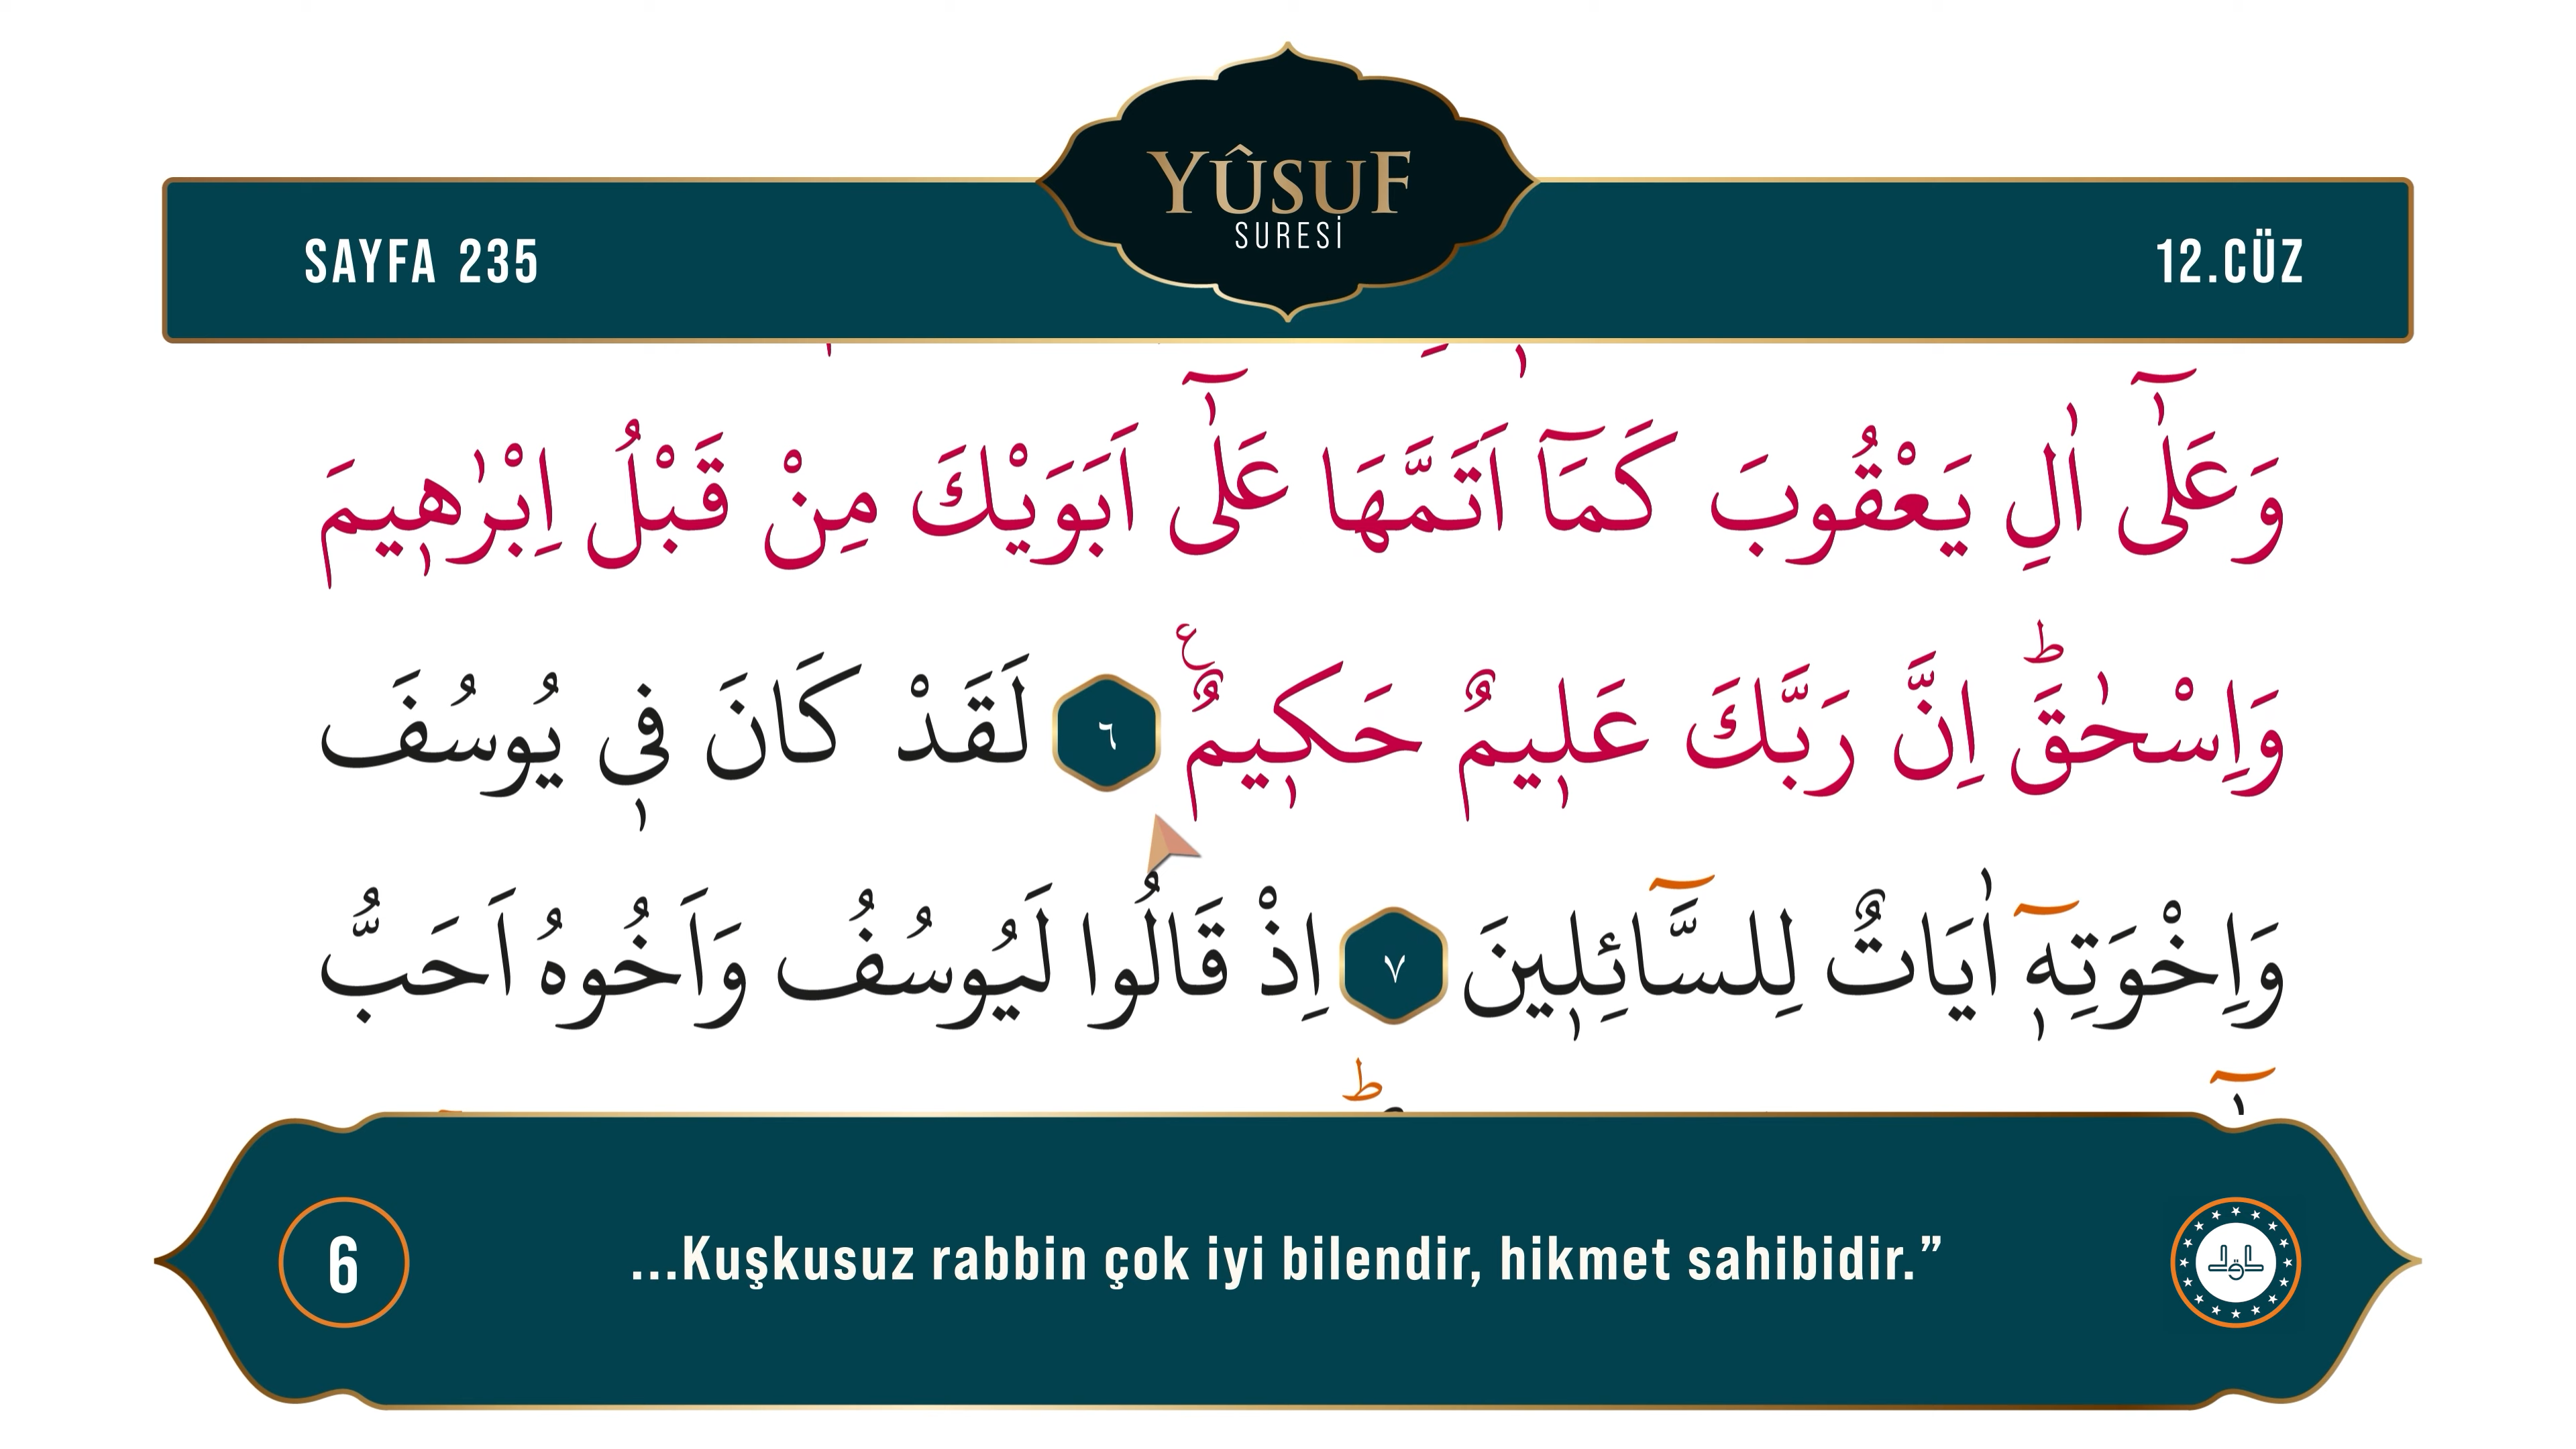 YÛSUF
SURESİ
SAYFA 235
12.CÜZ
وَعَلٰٓى اٰلِ يَعْقُوبَ كَمَٓا اَتَمَّهَا عَلٰٓى اَبَوَيْكَ مِنْ قَبْلُ اِبْرٰه۪يمَ
وَاِسْحٰقَۜ اِنَّ رَبَّكَ عَل۪يمٌ حَك۪يمٌ۟ ٦ لَقَدْ كَانَ ف۪ي يُوسُفَ
وَاِخْوَتِه۪ٓ اٰيَاتٌ لِلسَّٓائِل۪ينَ ٧ اِذْ قَالُوا لَيُوسُفُ وَاَخُوهُ اَحَبُّ
6
...Kuşkusuz rabbin çok iyi bilendir, hikmet sahibidir.”